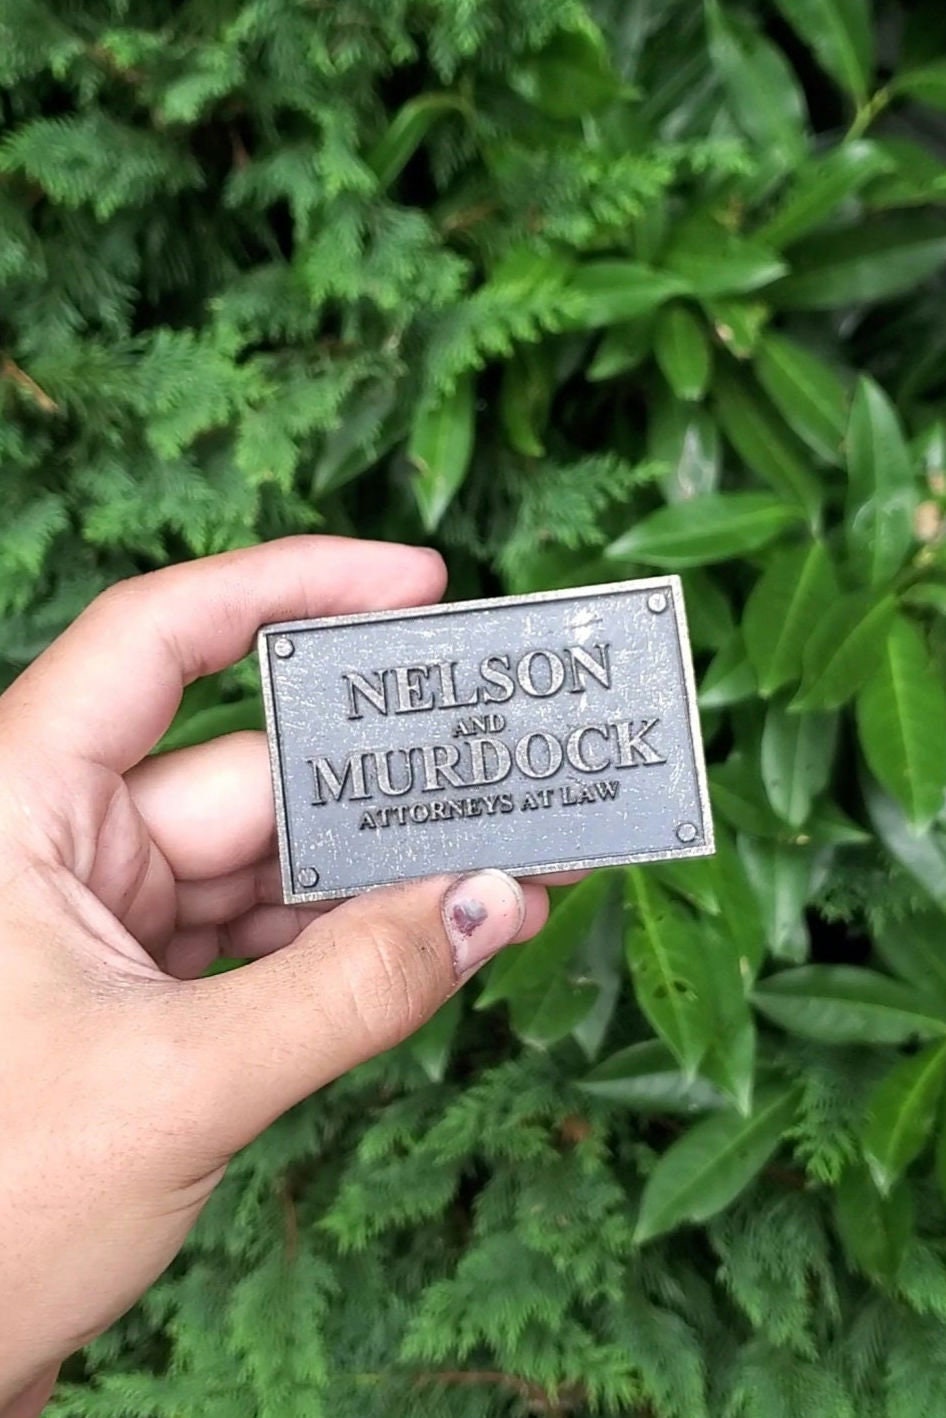 NELSON
AND
MURDOCK
ATTORNEYS AT LAW